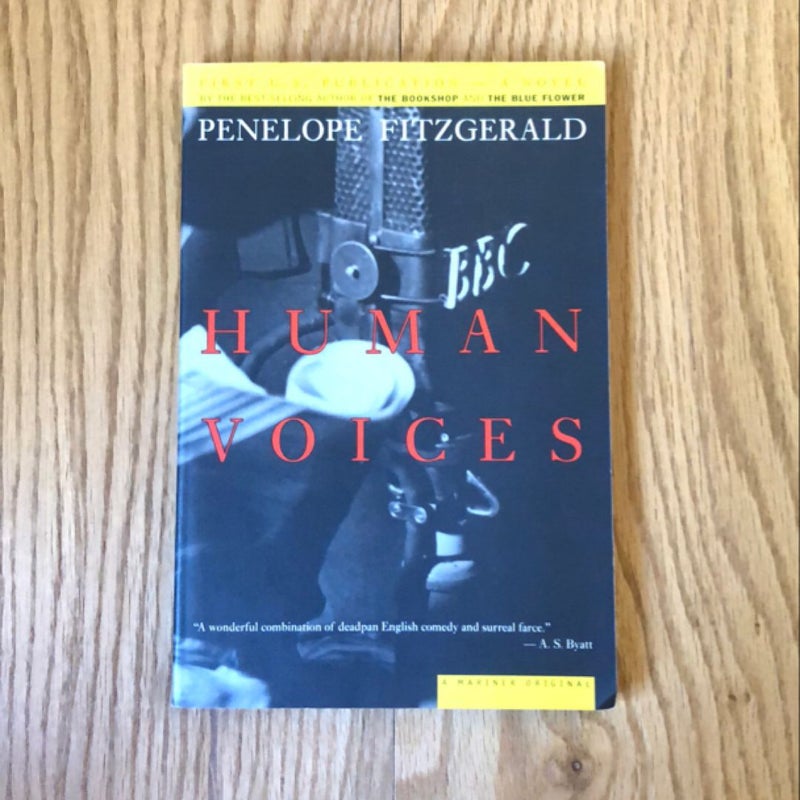 FIRST U.S. PUBLICATION — A NOVEL
BY THE BEST-SELLING AUTHOR OF THE BOOKSHOP AND THE BLUE FLOWER
PENELOPE FITZGERALD
BBC
HUMAN
VOICES
“A wonderful combination of deadpan English comedy and surreal farce.”
— A. S. Byatt
A MARINER ORIGINAL